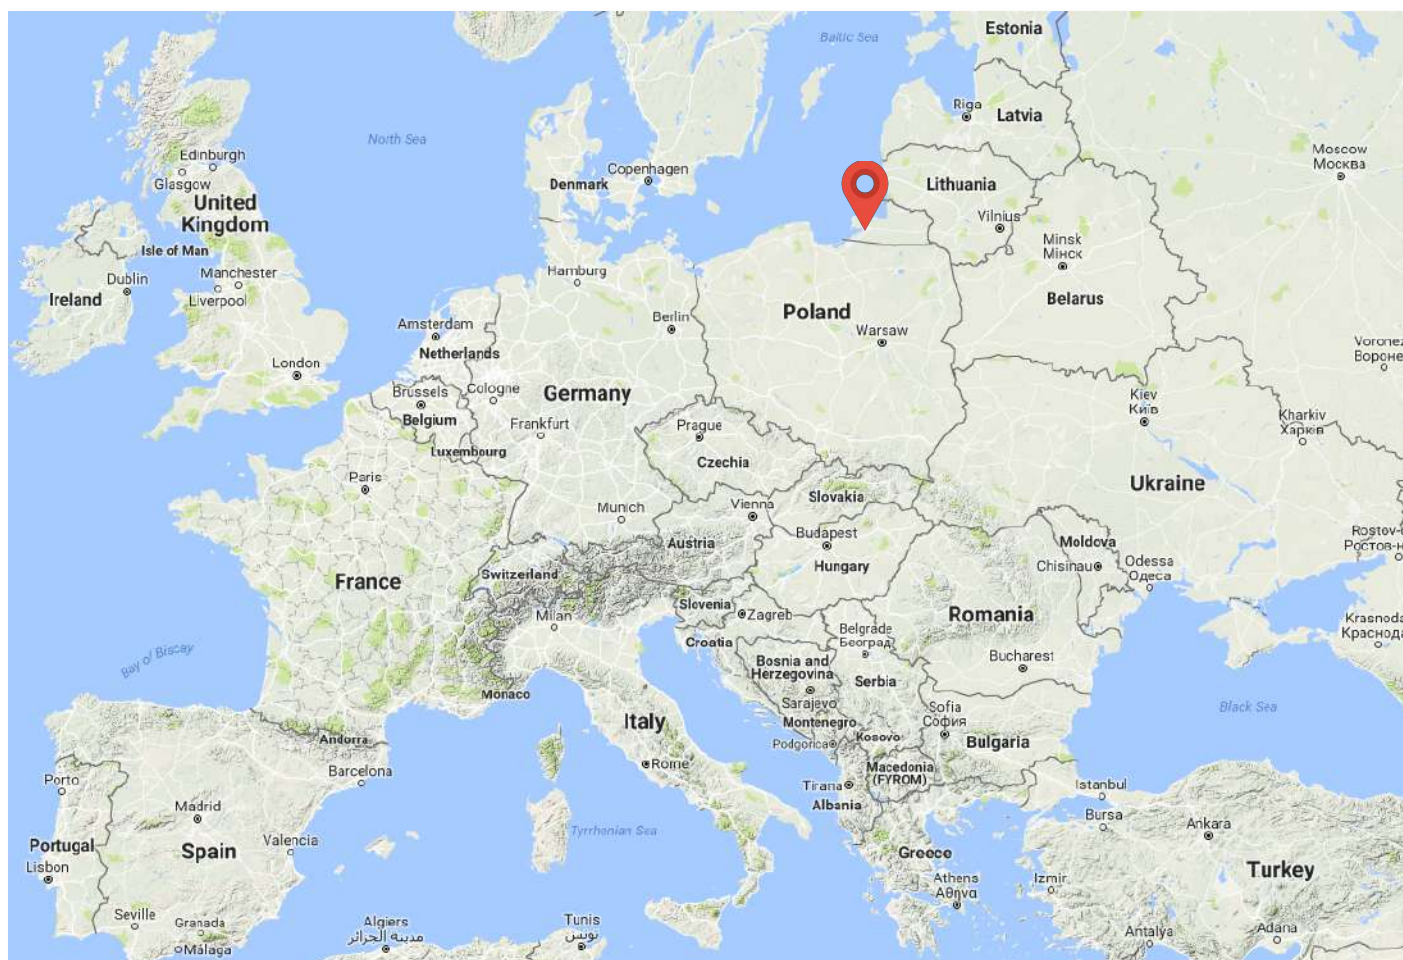 Estonia
Baltic Sea
Riga
Latvia
North Sea
Moscow
Москва
Edinburgh
Glasgow
Copenhagen
Denmark
Lithuania
United
Kingdom
Vilnius
Isle of Man
Minsk
Мінск
Dublin
Manchester
Hamburg
Ireland
Liverpool
Belarus
Poland
Amsterdam
Berlin
Warsaw
Netherlands
London
Brussels
Cologne
Germany
Kiev
Київ
Belgium
Frankfurt
Prague
Kharkiv
Харків
Luxembourg
Czechia
Paris
Slovakia
Ukraine
Munich
Vienna
Budapest
Austria
Moldova
Hungary
Chisinau
Odessa
Одеса
France
Switzerland
Slovenia
Zagreb
Romania
Milan
Croatia
Belgrade
Београд
Bay of Biscay
Bosnia and
Herzegovina
Bucharest
Serbia
Monaco
Sarajevo
Montenegro
Sofia
София
Black Sea
Italy
Andorra
Podgorica
Kosovo
Bulgaria
Rome
Macedonia
(FYROM)
Porto
Barcelona
Tirana
Albania
Istanbul
Madrid
Bursa
Ankara
Tyrrhenian Sea
Portugal
Spain
Valencia
Lisbon
Greece
Turkey
Athens
Αθήνα
Izmir
Seville
Granada
Málaga
Algiers
مدينة الجزائر
Tunis
تونس
Antalya
Adana